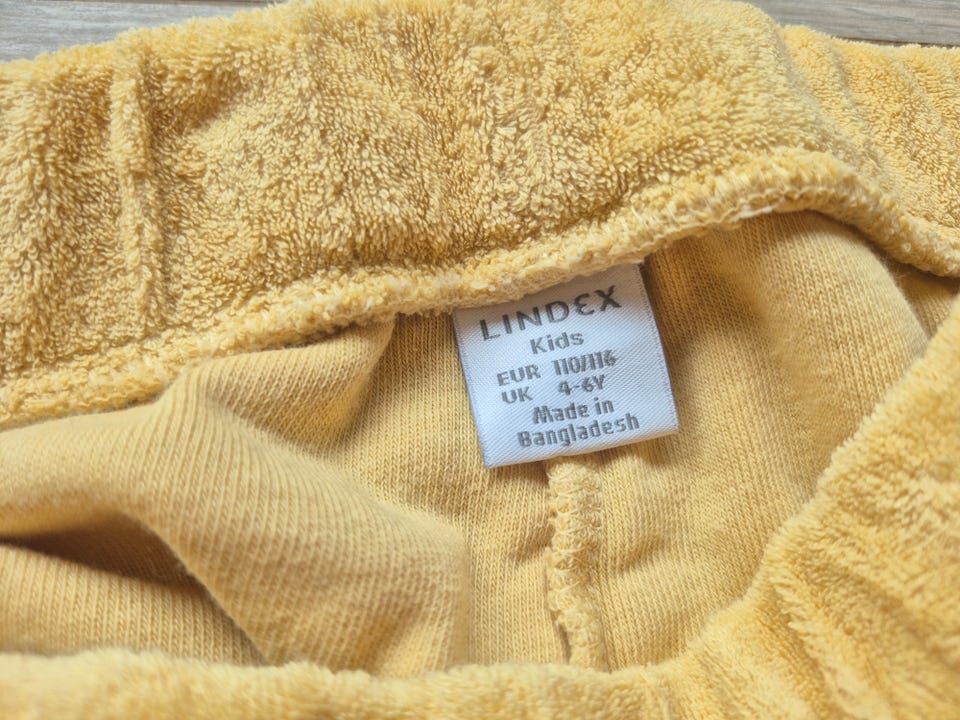 LINDEX
Kids
EUR 110/116
UK 4-6Y
Made in
Bangladesh